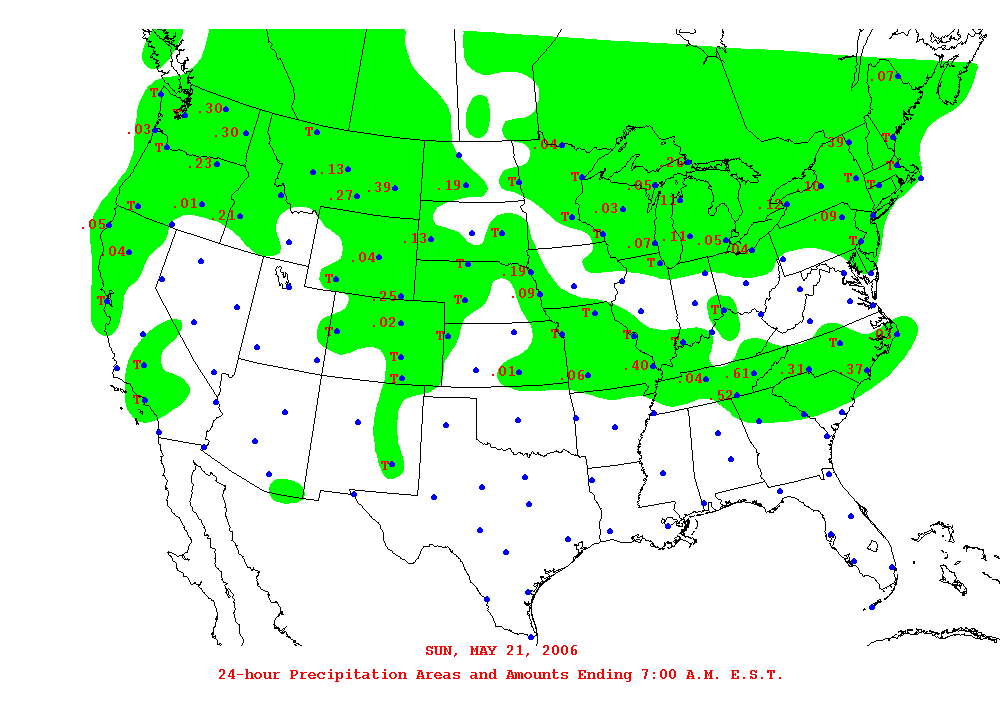 .07
T
.30
.03
.30
T
T
T
.04
.39
.23
T
.13
.20
T
.39
.19
T
T
.05
T
T
.27
.10
.01
.11
.12
T
.03
.21
T
.09
.05
T
T
.13
.07
.11
.05
T
.04
.04
.04
T
T
.19
T
.25
.09
T
T
T
T
.02
T
T
T
T
T
T
.03
T
T
T
.01
.06
.40
.04
.61
.31
.37
T
.52
T
T
SUN, MAY 21, 2006
24-hour Precipitation Areas and Amounts Ending 7:00 A.M. E.S.T.